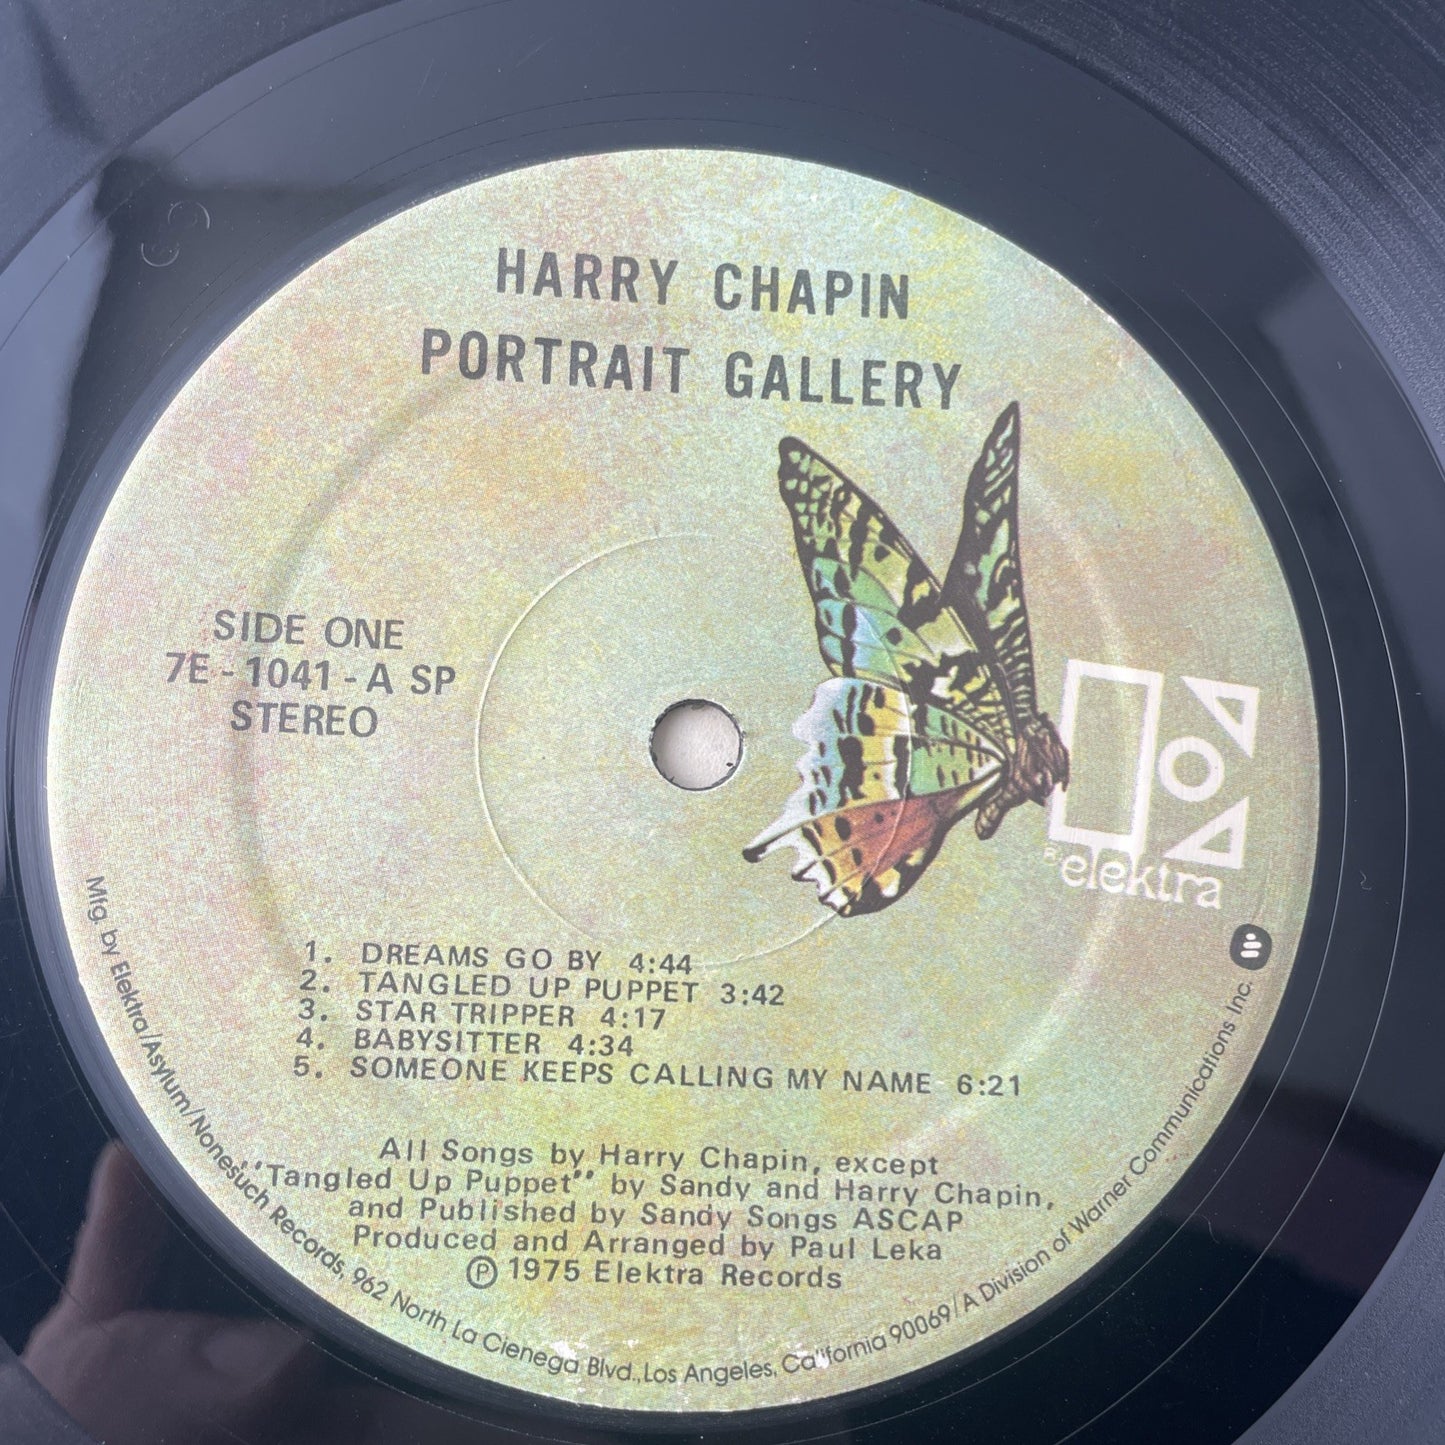 HARRY CHAPIN
PORTRAIT GALLERY
SIDE ONE
7E-1041-A SP
STEREO
elektra
1. DREAMS GO BY 4:44
2. TANGLED UP PUPPET 3:42
3. STAR TRIPPER 4:17
4. BABYSITTER 4:34
5. SOMEONE KEEPS CALLING MY NAME 6:21
All Songs by Harry Chapin, except
"Tangled Up Puppet" by Sandy and Harry Chapin,
and Published by Sandy Songs ASCAP
Produced and Arranged by Paul Leka
Ⓟ 1975 Elektra Records
Mfg. by Elektra/Asylum/Nonesuch Records, 962 North La Cienega Blvd., Los Angeles, California 90069/A Division of Warner Communications Inc.